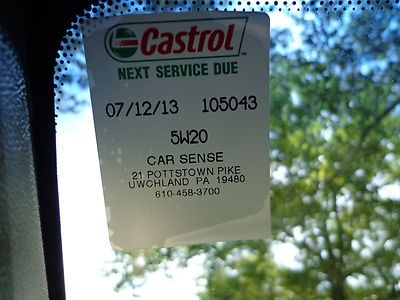 Castrol
NEXT SERVICE DUE
07/12/13 105043
5W20
CAR SENSE
21 POTTSTOWN PIKE
UWCHLAND PA 19480
610-458-3700